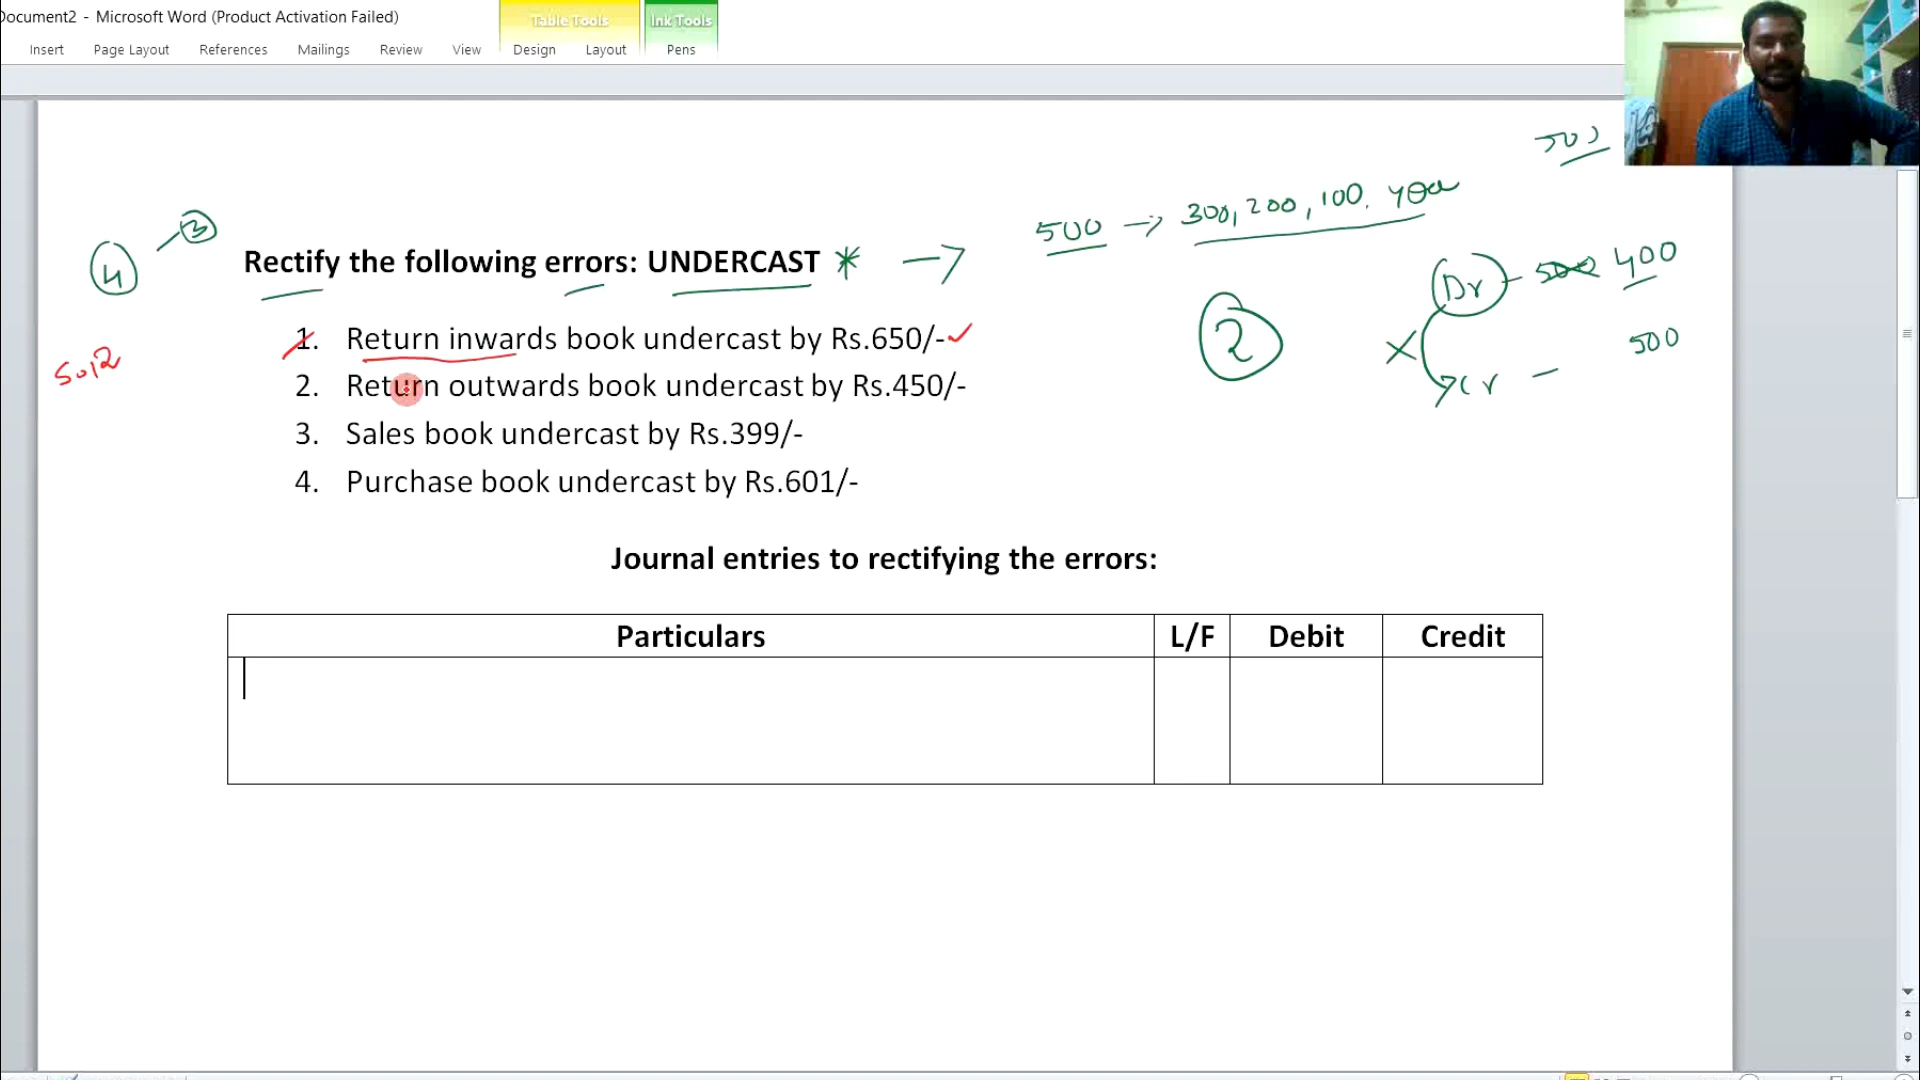 Document2 - Microsoft Word (Product Activation Failed)
Table Tools
Ink Tools
Insert Page Layout References Mailings Review View Design Layout Pens
500 → 300, 200, 100.
4 3
Rectify the following errors: UNDERCAST * →
Dr - 500 400
1. Return inwards book undercast by Rs.650/-
2
500
2. Return outwards book undercast by Rs.450/-
Cr -
3. Sales book undercast by Rs.399/-
4. Purchase book undercast by Rs.601/-
Journal entries to rectifying the errors:
Particulars L/F Debit Credit